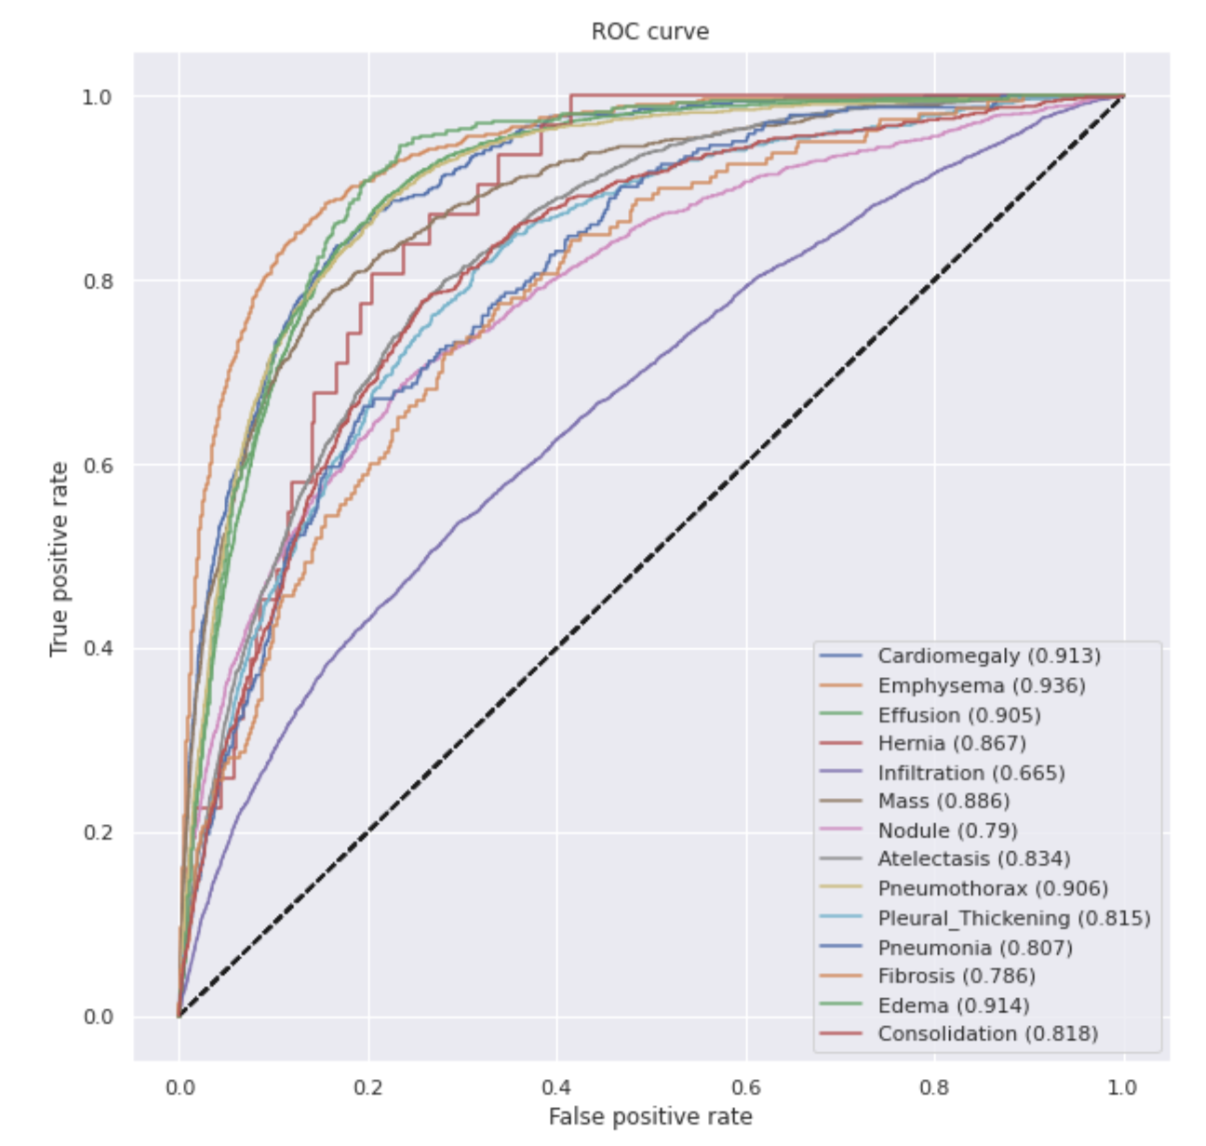 ROC curve
1.0
0.8
0.6
0.4
0.2
0.0
True positive rate
Cardiomegaly (0.913)
Emphysema (0.936)
Effusion (0.905)
Hernia (0.867)
Infiltration (0.665)
Mass (0.886)
Nodule (0.79)
Atelectasis (0.834)
Pneumothorax (0.906)
Pleural_Thickening (0.815)
Pneumonia (0.807)
Fibrosis (0.786)
Edema (0.914)
Consolidation (0.818)
0.0 0.2 0.4 0.6 0.8 1.0
False positive rate